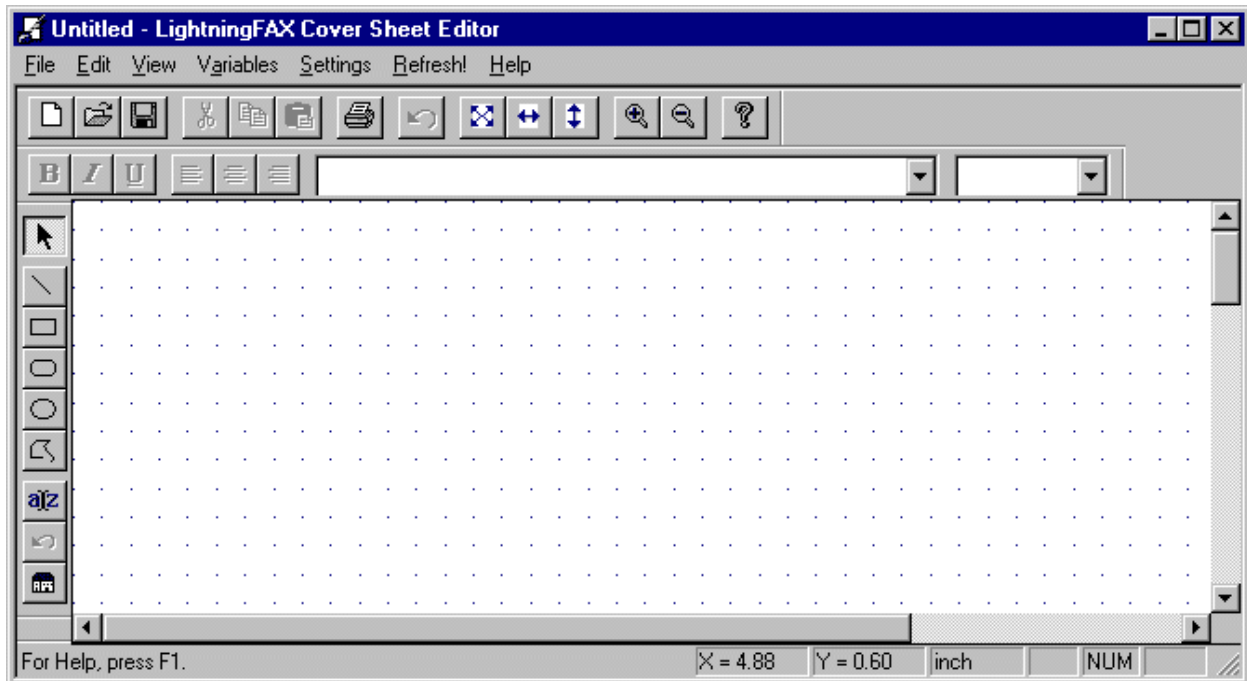 Untitled - LightningFAX Cover Sheet Editor
File Edit View Variables Settings Refresh! Help
B I U
a z
For Help, press F1. X = 4.88 Y = 0.60 inch NUM